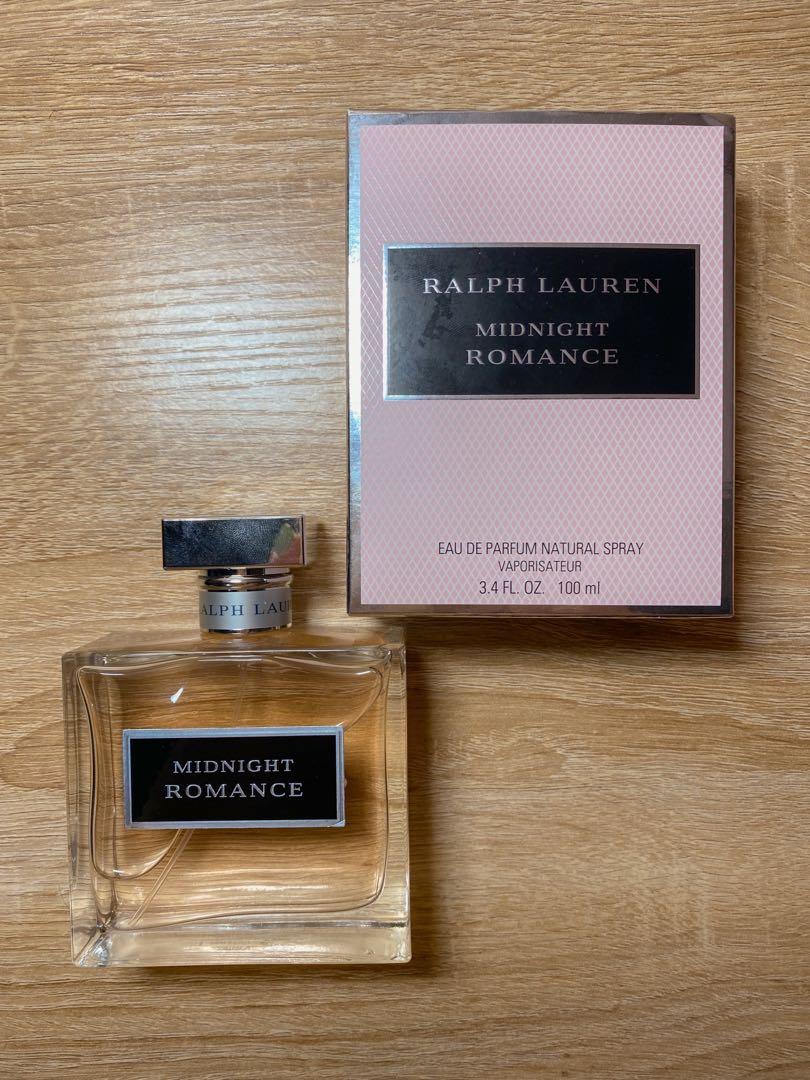 RALPH LAUREN
MIDNIGHT
ROMANCE
EAU DE PARFUM NATURAL SPRAY
VAPORISATEUR
3.4 FL. OZ. 100 ml
ALPH LAU
MIDNIGHT
ROMANCE